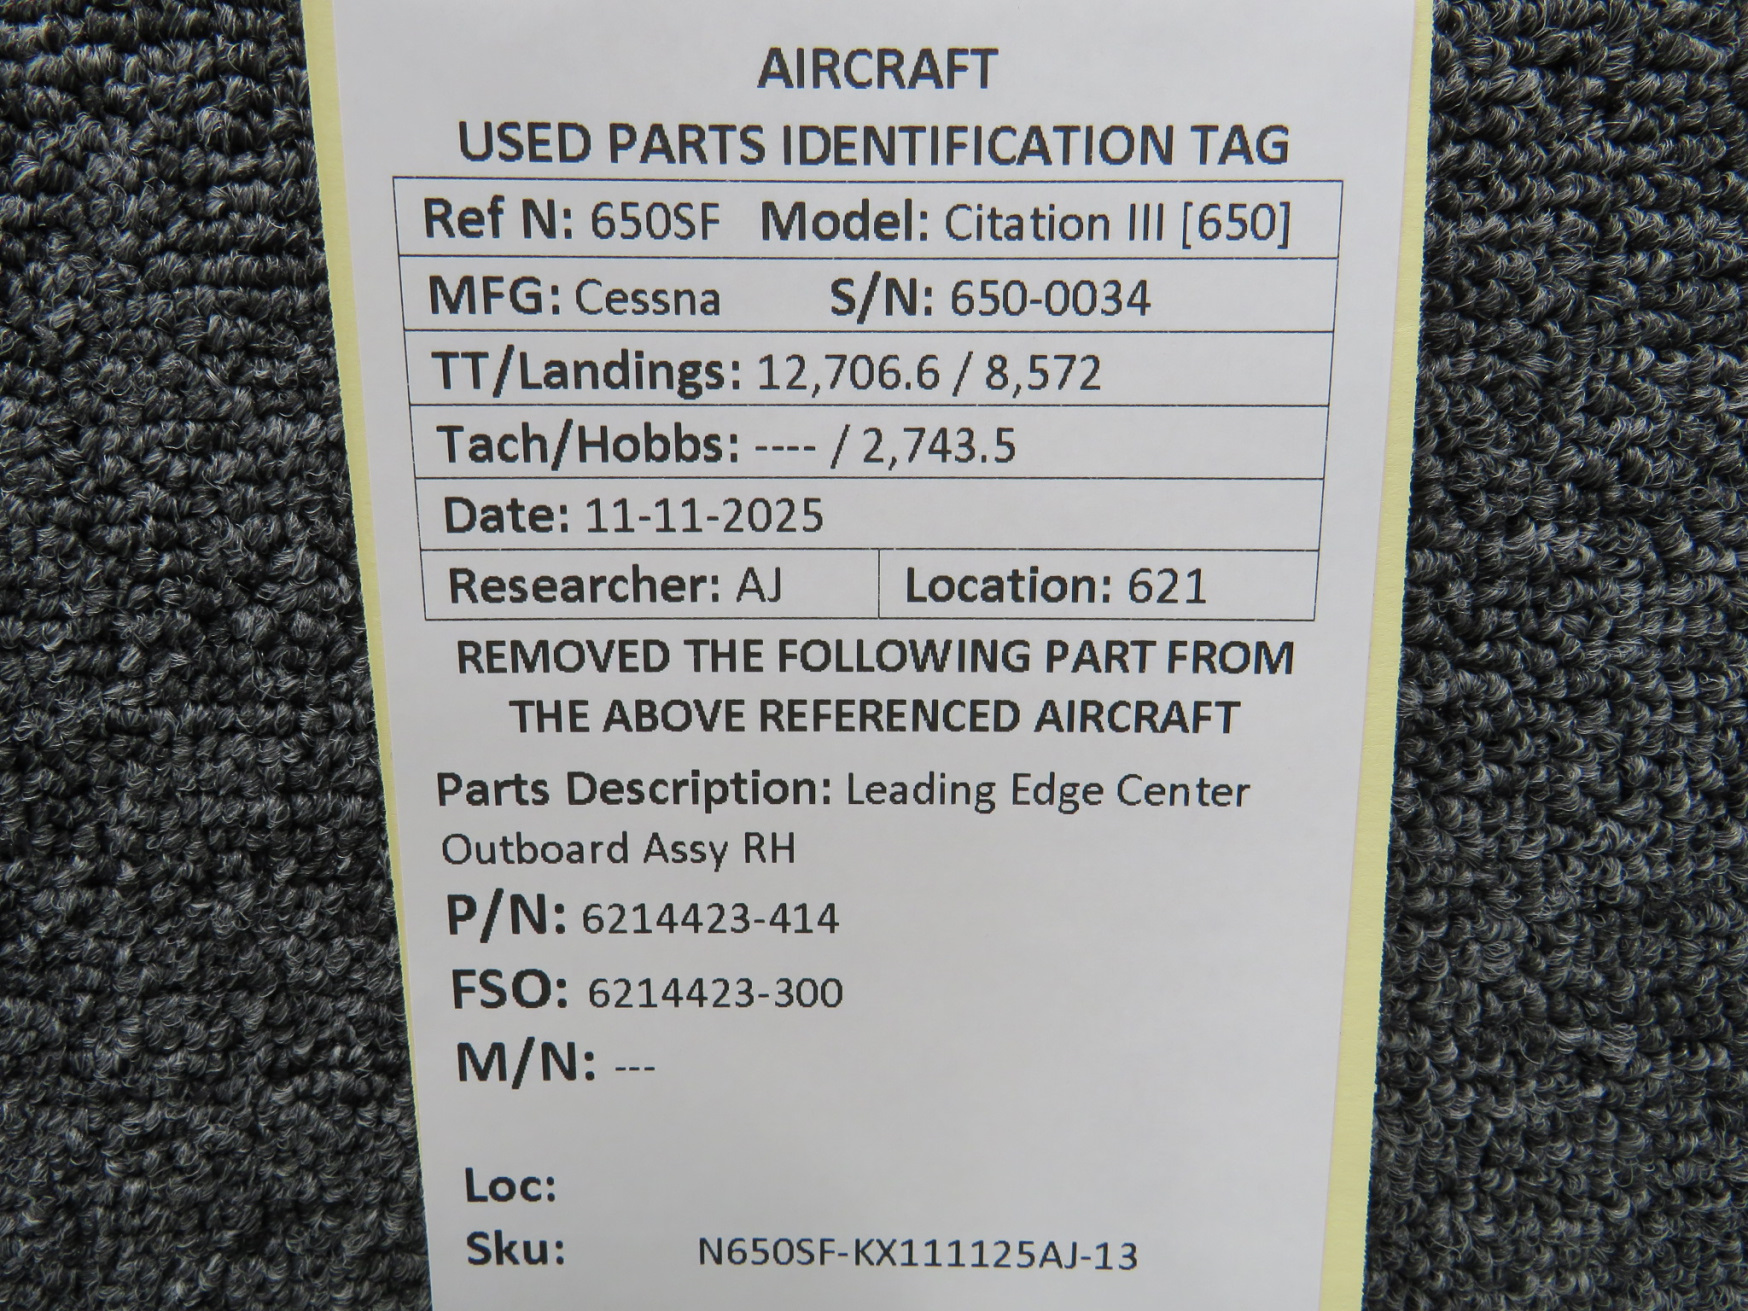 AIRCRAFT
USED PARTS IDENTIFICATION TAG
Ref N: 650SF Model: Citation III [650]
MFG: Cessna S/N: 650-0034
TT/Landings: 12,706.6 / 8,572
Tach/Hobbs: ---- / 2,743.5
Date: 11-11-2025
Researcher: AJ Location: 621
REMOVED THE FOLLOWING PART FROM
THE ABOVE REFERENCED AIRCRAFT
Parts Description: Leading Edge Center
Outboard Assy RH
P/N: 6214423-414
FSO: 6214423-300
M/N: ---
Loc:
Sku: N650SF-KX111125AJ-13